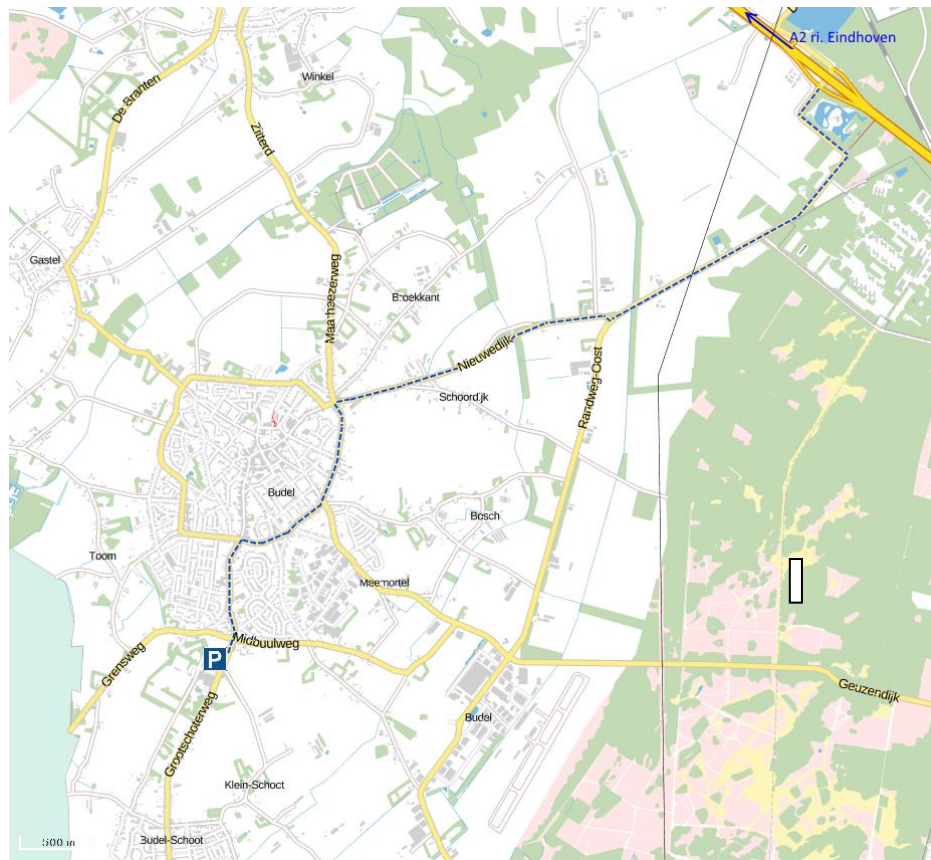 A2 ri. Eindhoven
Winkel
De Branten
Zitterd
Gastel
Broekkant
Maarheezerweg
Nieuwedijk
Schoordijk
Randweg-Oost
Budel
Bosch
Toom
Meemortel
Midbuulweg
Grensweg
P
Geuzendijk
Grootschoterweg
Budel
Klein-Schoot
Budel-Schoot
500 m